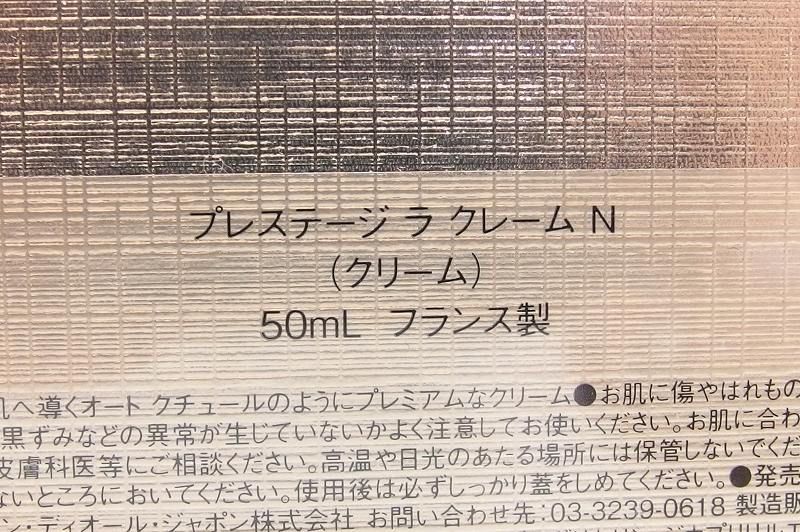 プレステージ ラ クレーム N
(クリーム)
50mL フランス製
肌へ導くオート クチュールのようにプレミアムなクリーム●お肌に傷やはれもの
黒ずみなどの異常が生じていないかよく注意してお使いください。お肌に合わ
皮膚科医等にご相談ください。高温や日光のあたる場所には保管しないでくだ
ないところにおいてください。使用後は必ずしっかり蓋をしめてください。●発売
ン・ディオール・ジャポン株式会社 お問い合わせ先:03-3239-0618 製造販